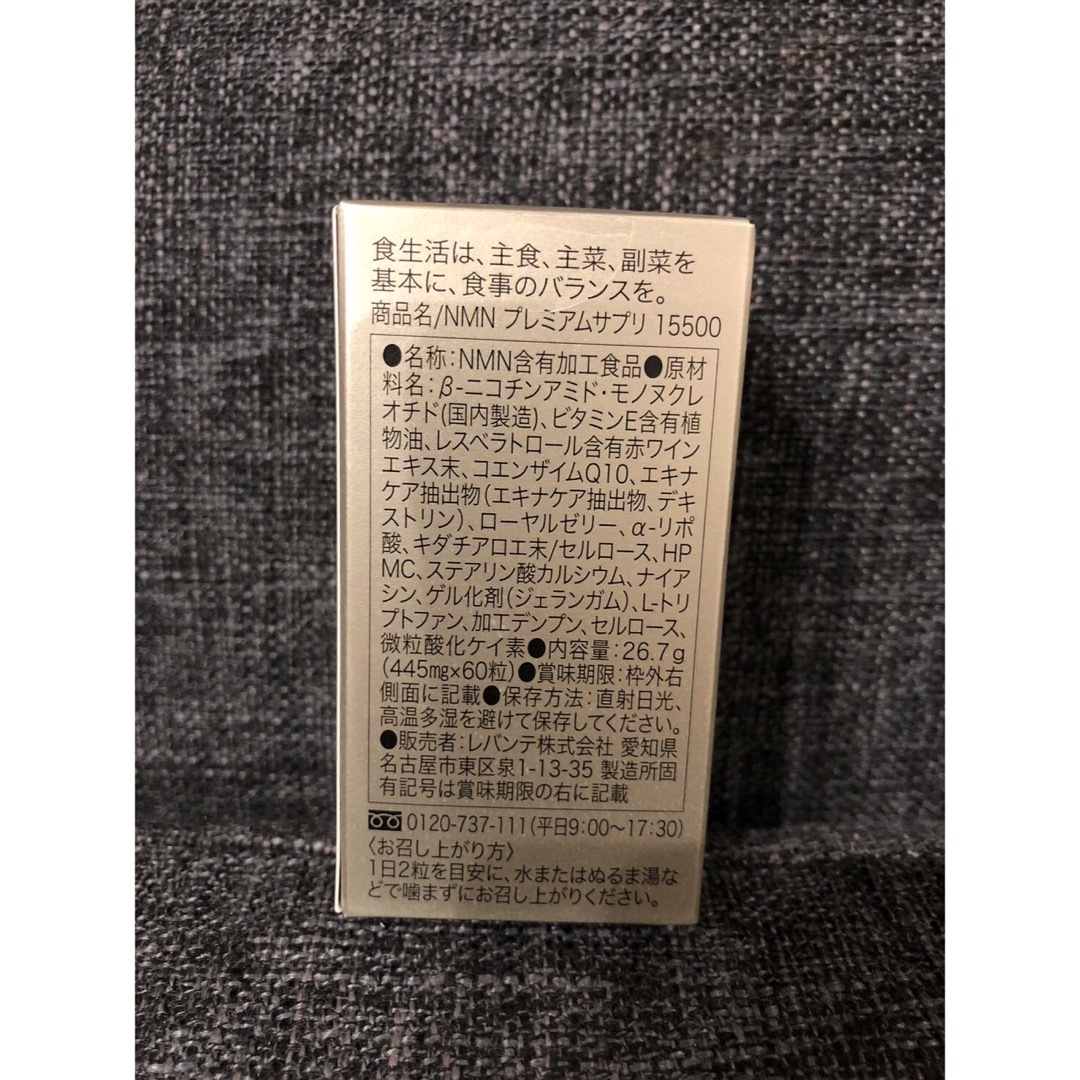 食生活は、主食、主菜、副菜を
基本に、食事のバランスを。
商品名/NMN プレミアムサプリ 15500
●名称：NMN含有加工食品●原材
料名：β-ニコチンアミド・モノヌクレ
オチド(国内製造)、ビタミンE含有植
物油、レスベラトロール含有赤ワイン
エキス末、コエンザイムQ10、エキナ
ケア抽出物（エキナケア抽出物、デキ
ストリン）、ローヤルゼリー、α-リポ
酸、キダチアロエ末/セルロース、HP
MC、ステアリン酸カルシウム、ナイア
シン、ゲル化剤（ジェランガム）、L-トリ
プトファン、加工デンプン、セルロース、
微粒酸化ケイ素●内容量：26.7g
（445mg×60粒）●賞味期限：枠外右
側面に記載●保存方法：直射日光、
高温多湿を避けて保存してください。
●販売者：レバンテ株式会社 愛知県
名古屋市東区泉1-13-35 製造所固
有記号は賞味期限の右に記載
0120-737-111（平日9:00〜17:30）
〈お召し上がり方〉
1日2粒を目安に、水またはぬるま湯な
どで噛まずにお召し上がりください。